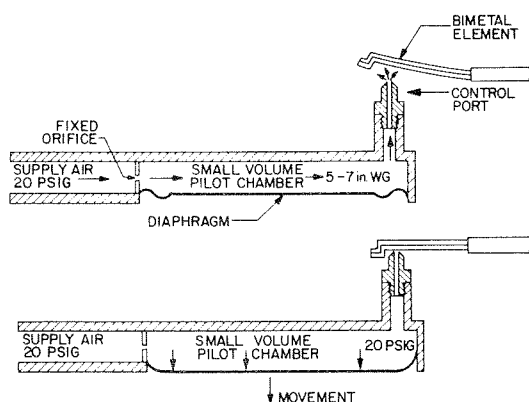 BIMETAL
ELEMENT
CONTROL
PORT
FIXED
ORIFICE
SUPPLY AIR
20 PSIG
SMALL VOLUME
PILOT CHAMBER
5-7 in. WG
DIAPHRAGM
SUPPLY AIR
20 PSIG
SMALL VOLUME
PILOT CHAMBER
20 PSIG
MOVEMENT